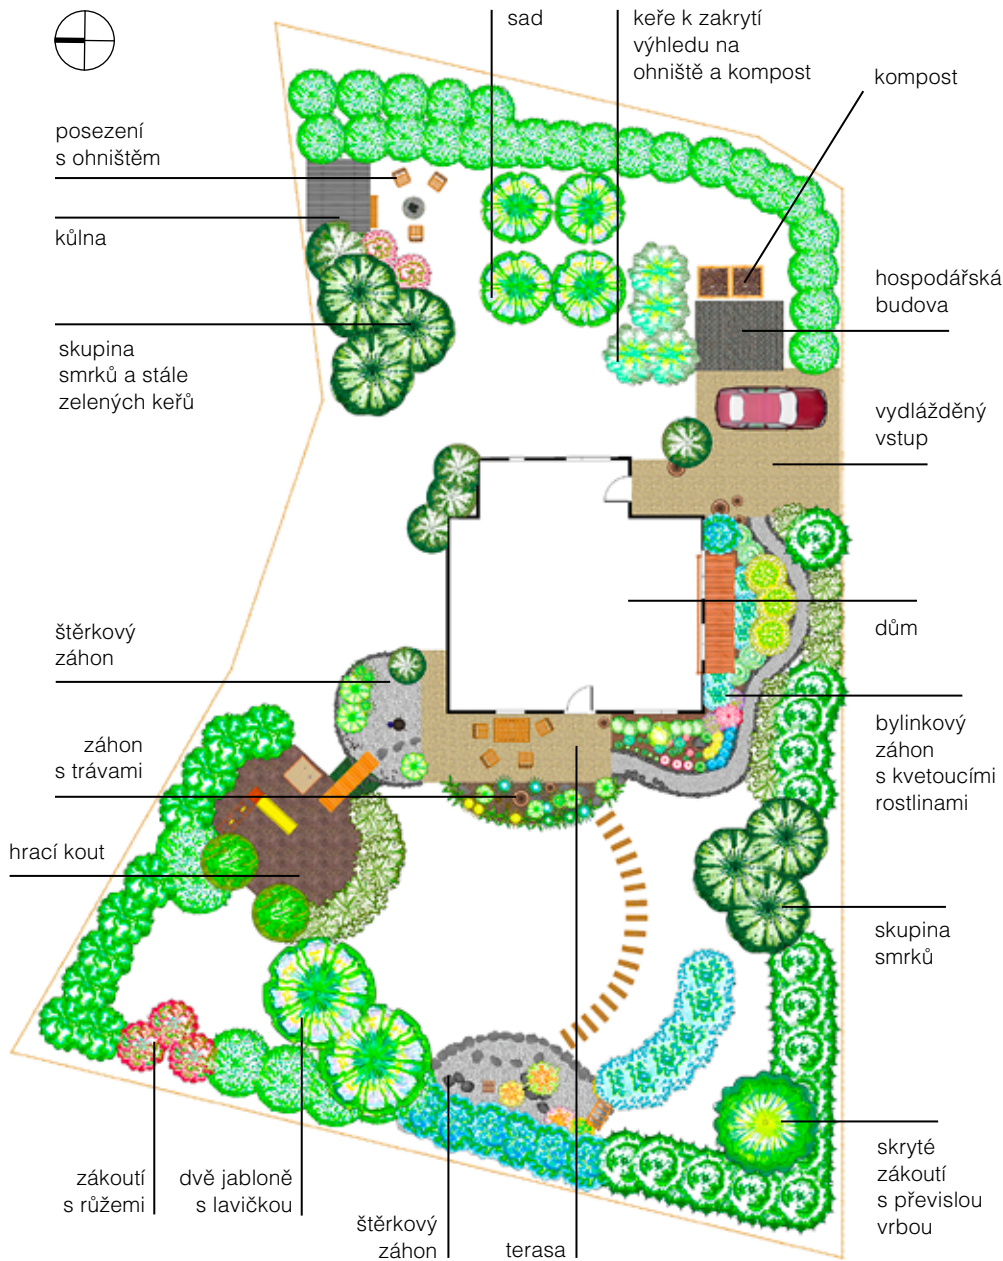 sad
keře k zakrytí
výhledu na
ohniště a kompost
kompost
posezení
s ohništěm
kůlna
hospodářská
budova
skupina
smrků a stále
zelených keřů
vydlážděný
vstup
štěrkový
záhon
dům
záhon
s trávami
bylinkový
záhon
s kvetoucími
rostlinami
hrací kout
skupina
smrků
zákoutí
s růžemi
dvě jabloně
s lavičkou
štěrkový
záhon
terasa
skryté
zákoutí
s převislou
vrbou